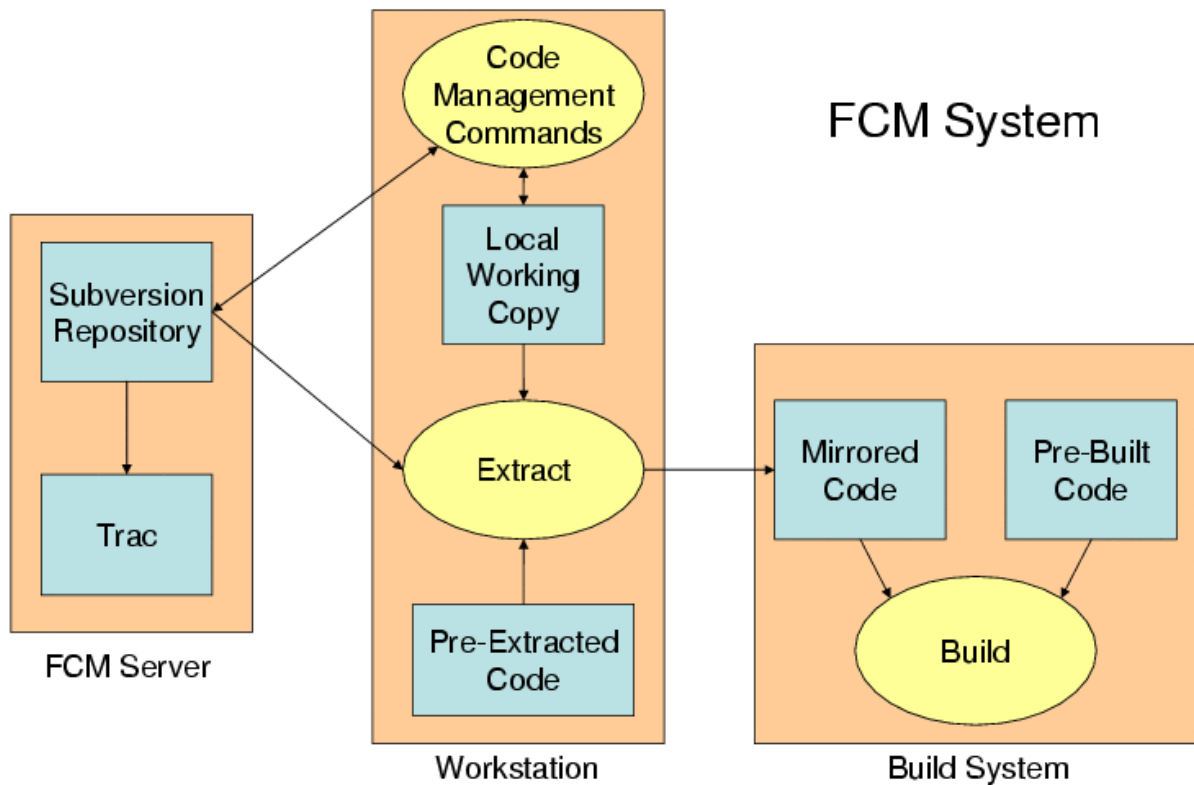 FCM System
Code
Management
Commands
Local
Working
Copy
Extract
Pre-Extracted
Code
Workstation
Subversion
Repository
Trac
FCM Server
Mirrored
Code
Pre-Built
Code
Build
Build System